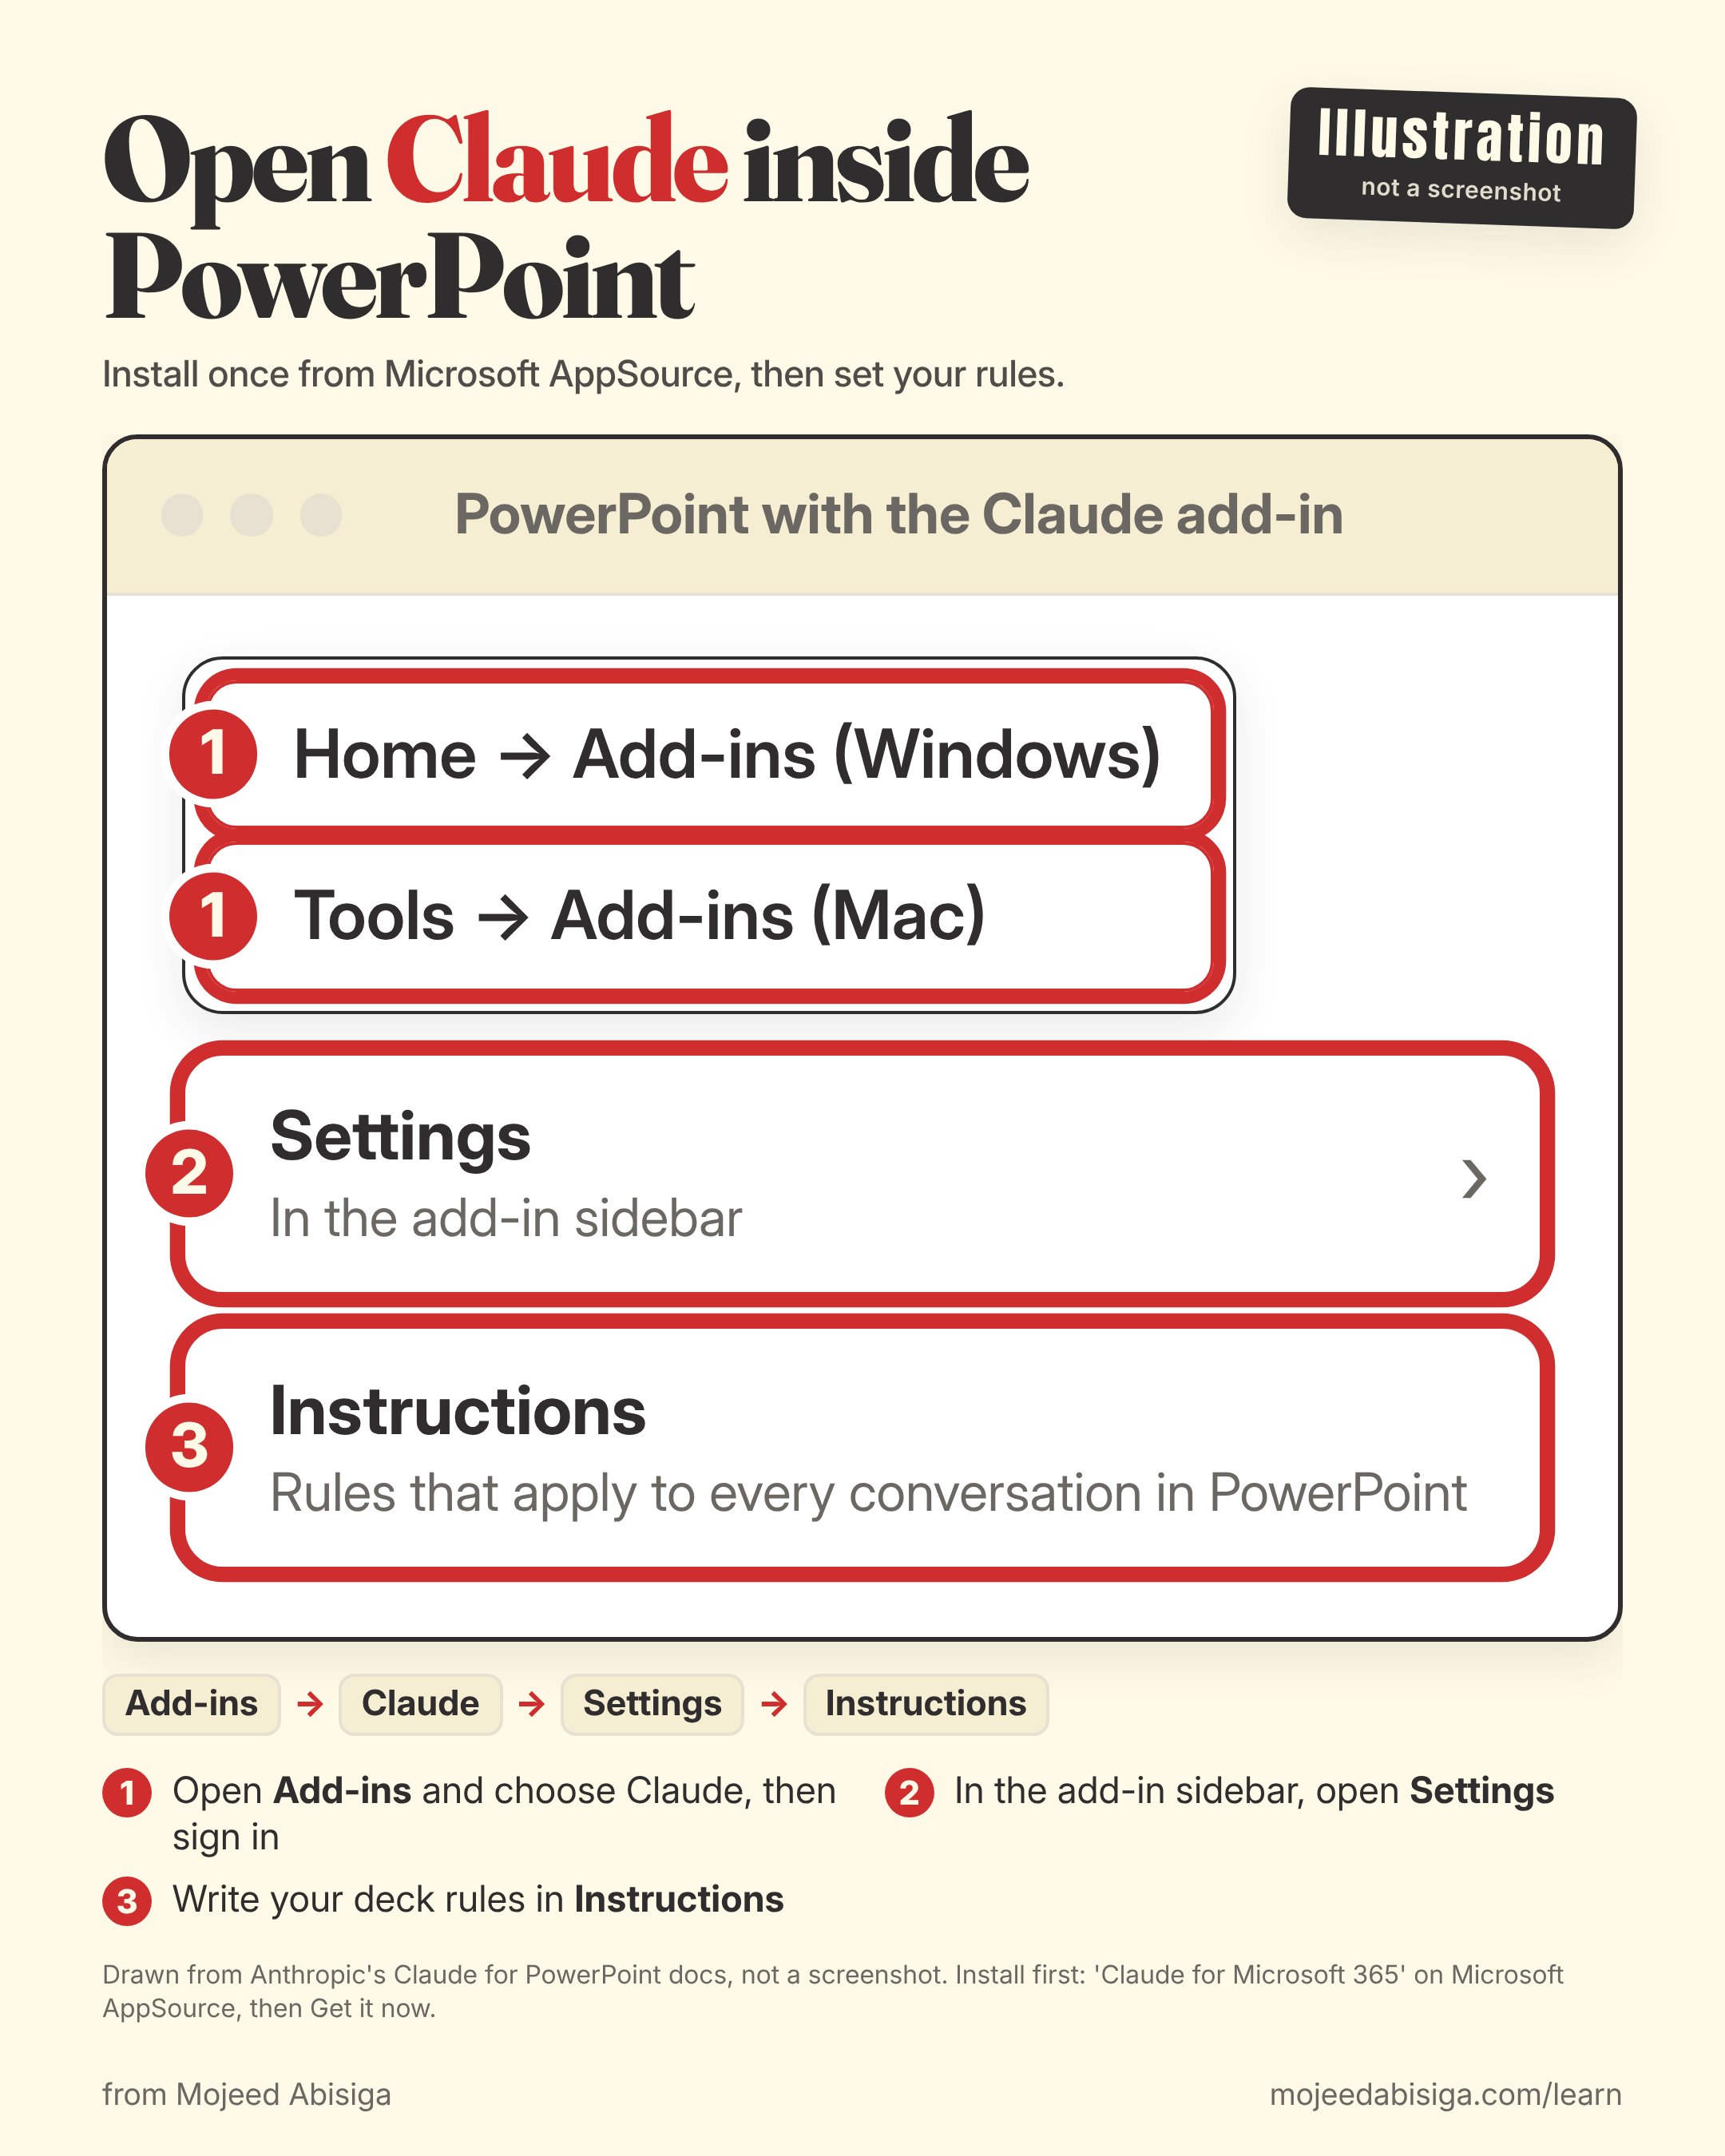 Open Claude inside
PowerPoint
Illustration
not a screenshot
Install once from Microsoft AppSource, then set your rules.
PowerPoint with the Claude add-in
1 Home → Add-ins (Windows)
1 Tools → Add-ins (Mac)
2 Settings
In the add-in sidebar
›
3 Instructions
Rules that apply to every conversation in PowerPoint
Add-ins → Claude → Settings → Instructions
1 Open Add-ins and choose Claude, then
sign in
2 In the add-in sidebar, open Settings
3 Write your deck rules in Instructions
Drawn from Anthropic's Claude for PowerPoint docs, not a screenshot. Install first: 'Claude for Microsoft 365' on Microsoft
AppSource, then Get it now.
from Mojeed Abisiga
mojeedabisiga.com/learn